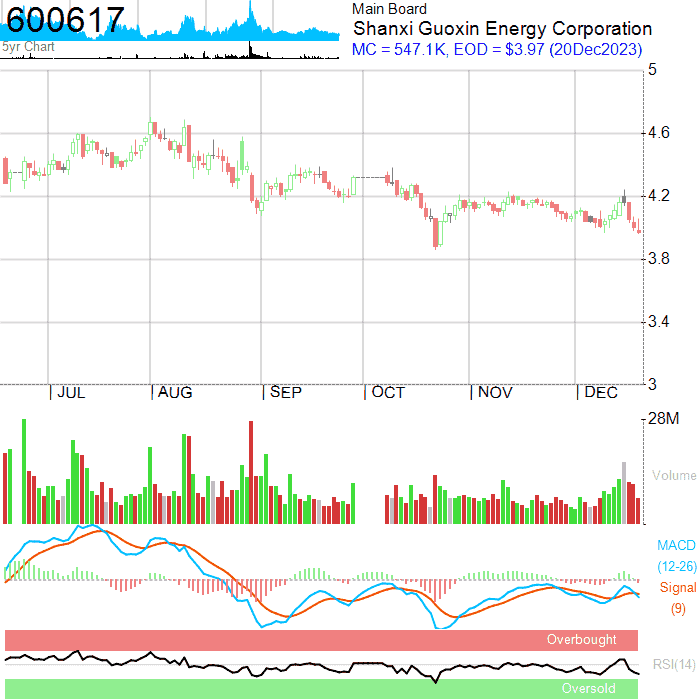 600617
5yr Chart
Main Board
Shanxi Guoxin Energy Corporation
MC = 547.1K, EOD = $3.97 (20Dec2023)
5
4.6
4.2
3.8
3.4
3
JUL AUG SEP OCT NOV DEC
28M
Volume
MACD
(12-26)
Signal
(9)
Overbought
RSI(14)
Oversold